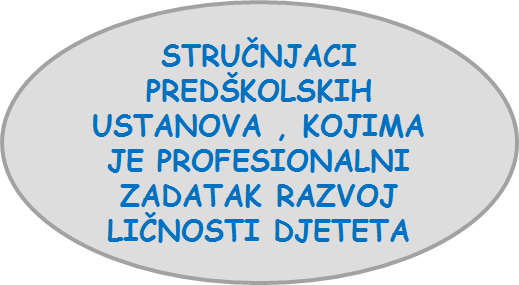 STRUČNJACI
PREDŠKOLSKIH
USTANOVA , KOJIMA
JE PROFESIONALNI
ZADATAK RAZVOJ
LIČNOSTI DJETETA